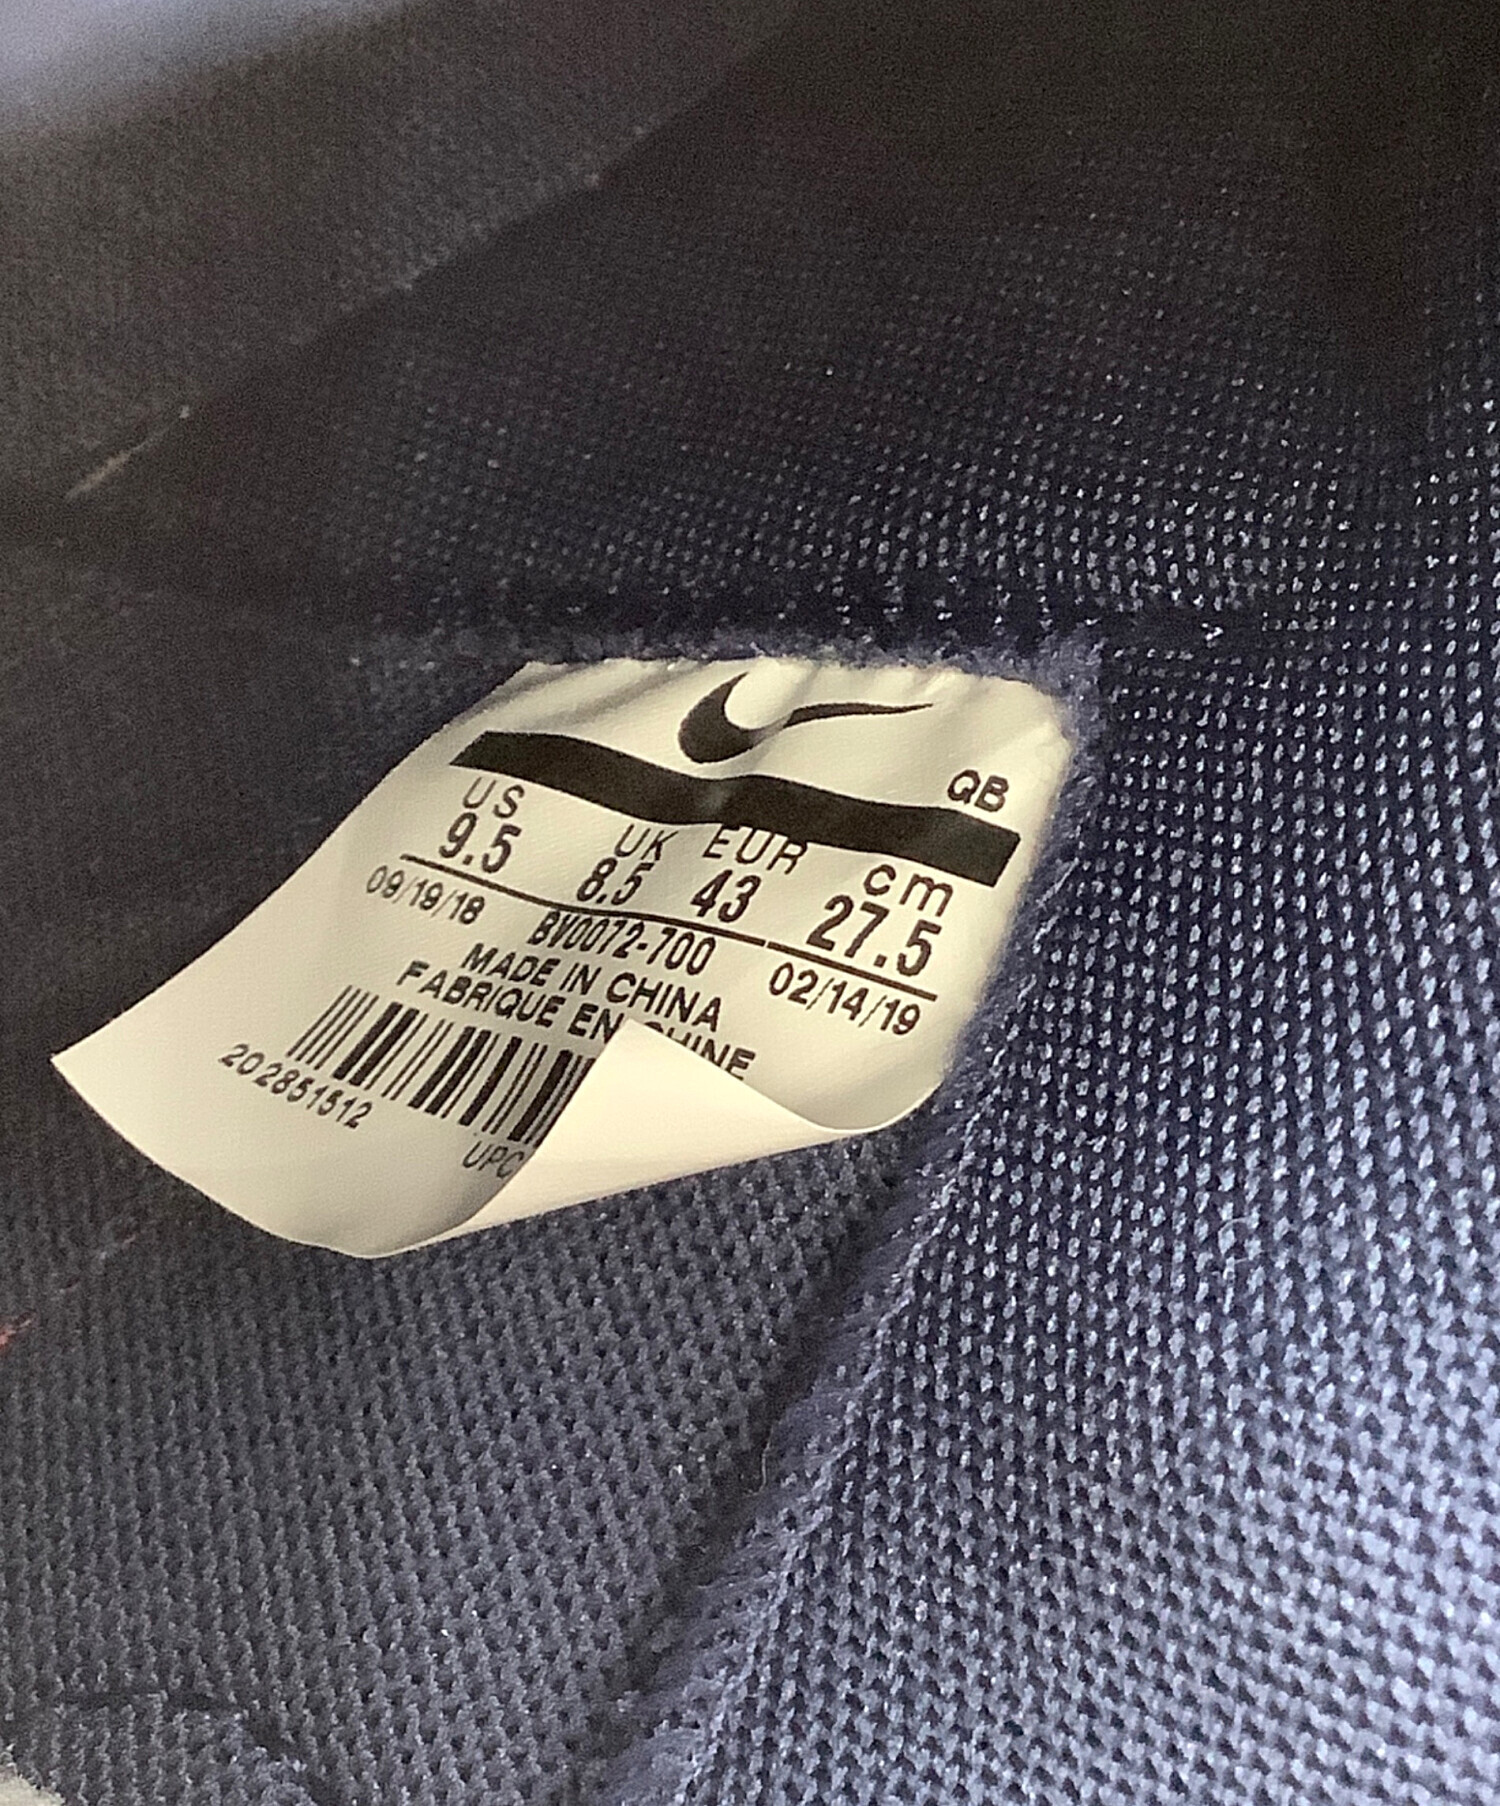 QB
US UK EUR cm
9.5 8.5 43 27.5
09/19/18 BV0072-700 02/14/19
MADE IN CHINA
FABRIQUE EN CHINE
202851512
UPC